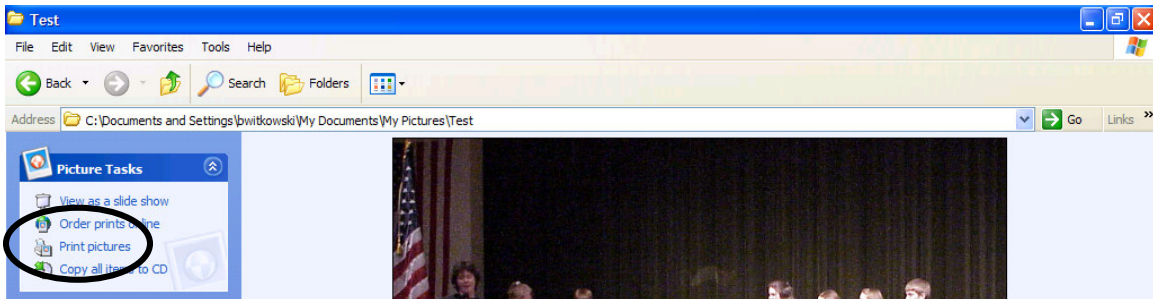 Test
File Edit View Favorites Tools Help
Back Search Folders
Address C:\Documents and Settings\bwitkowski\My Documents\My Pictures\Test Go Links »
Picture Tasks
View as a slide show
Order prints online
Print pictures
Copy all items to CD